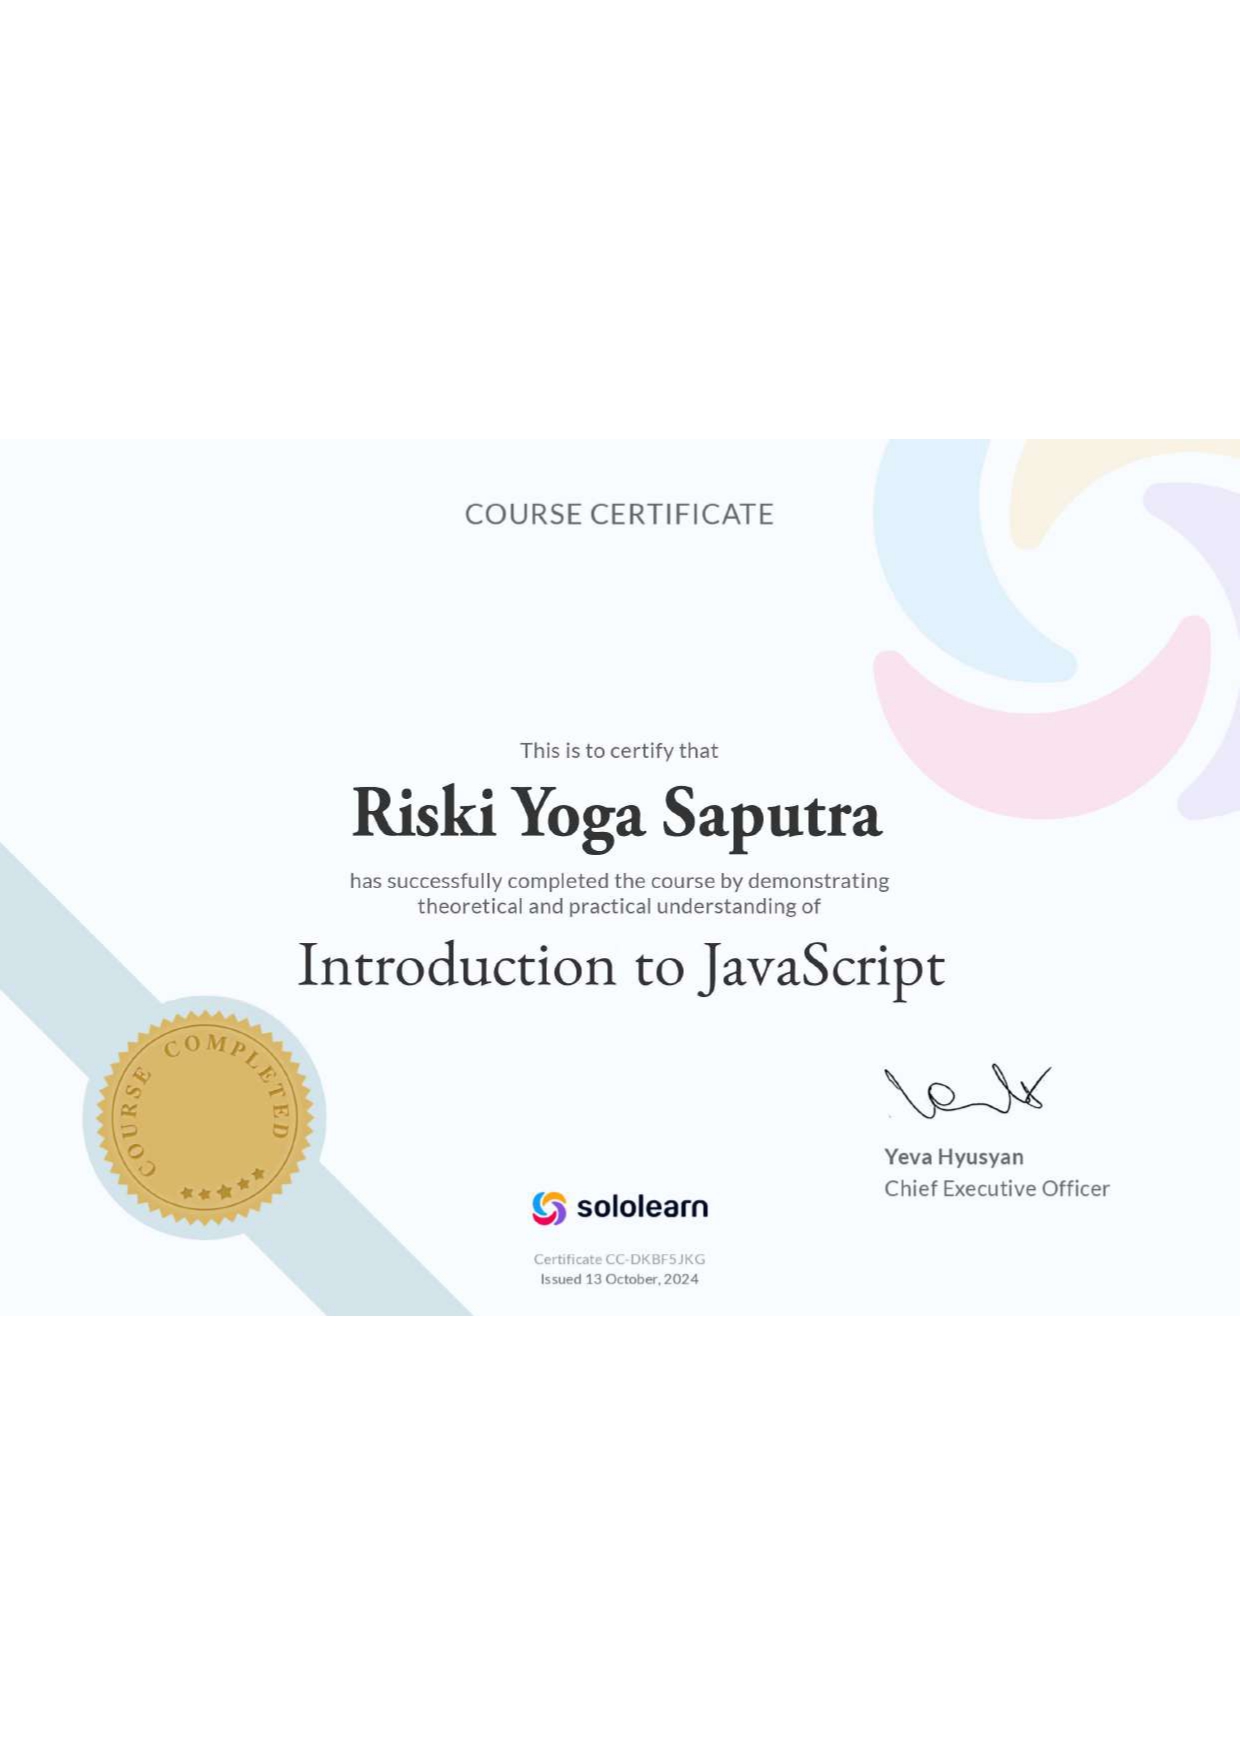 COURSE CERTIFICATE
This is to certify that
Riski Yoga Saputra
has successfully completed the course by demonstrating
theoretical and practical understanding of
Introduction to JavaScript
COURSE COMPLETED
Yeva Hyusyan
Chief Executive Officer
sololearn
Certificate CC-DKBF5JKG
Issued 13 October, 2024